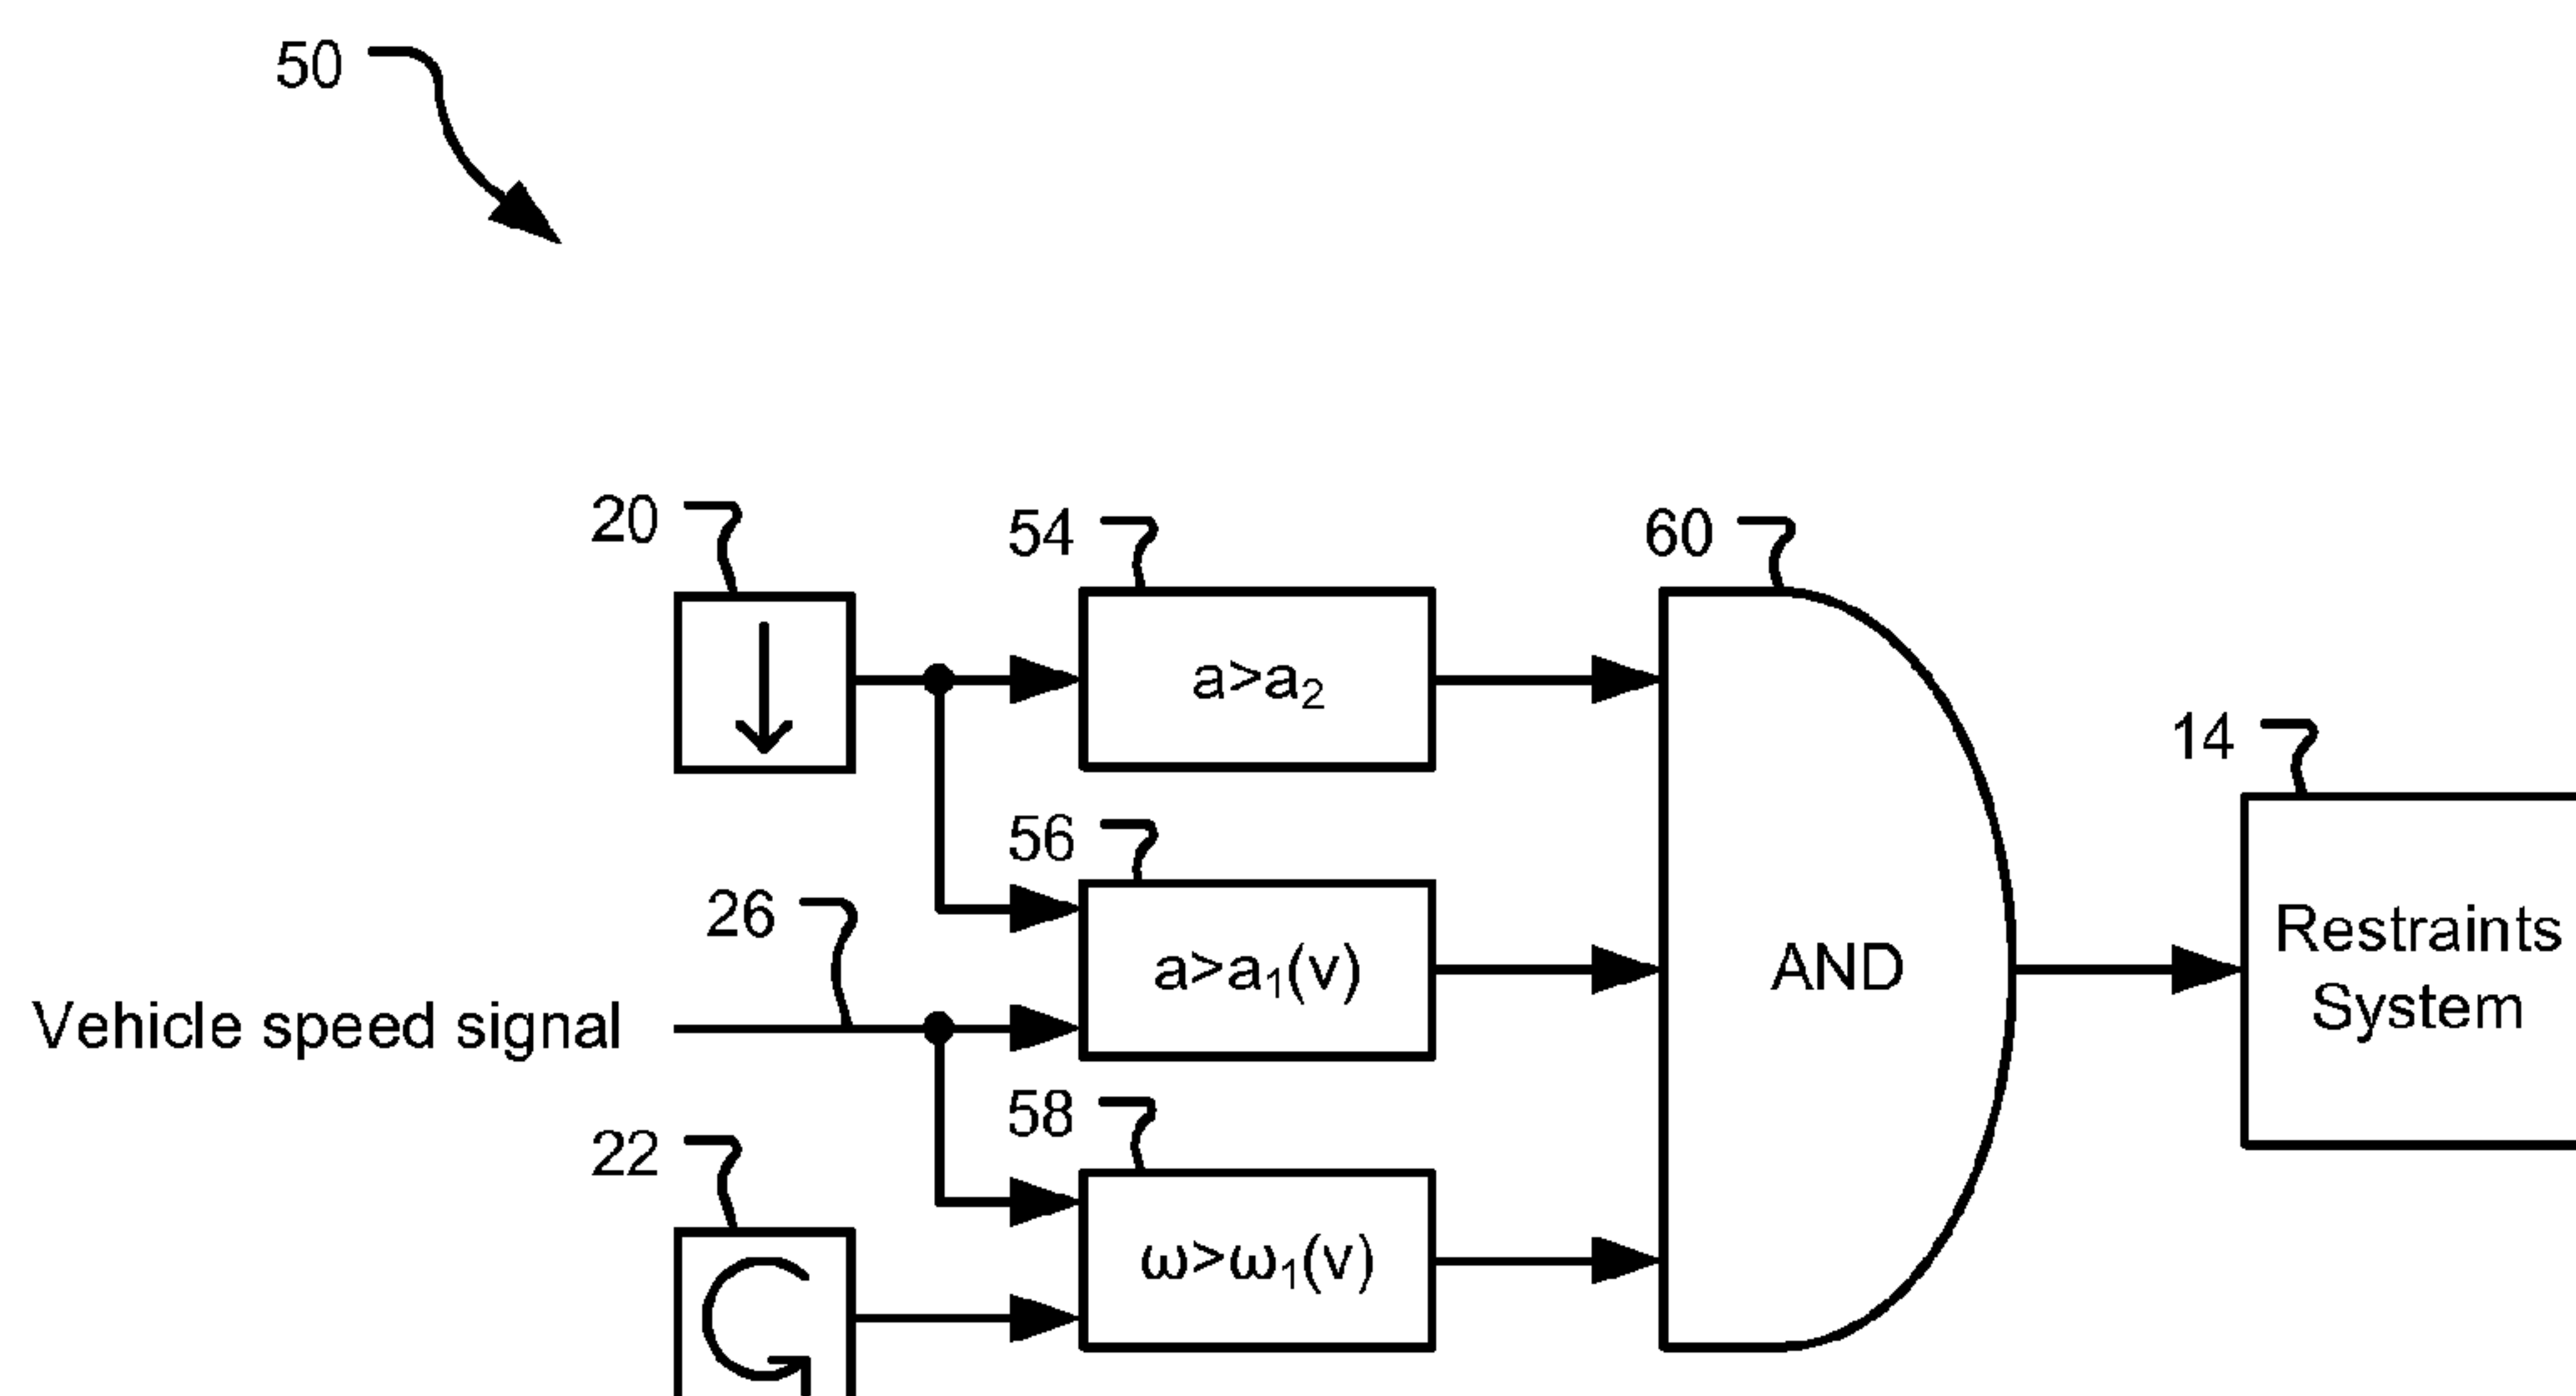 50
20
54
60
a>a₂
14
56
26
a>a₁(v)
AND
Restraints
System
Vehicle speed signal
58
22
ω>ω₁(v)